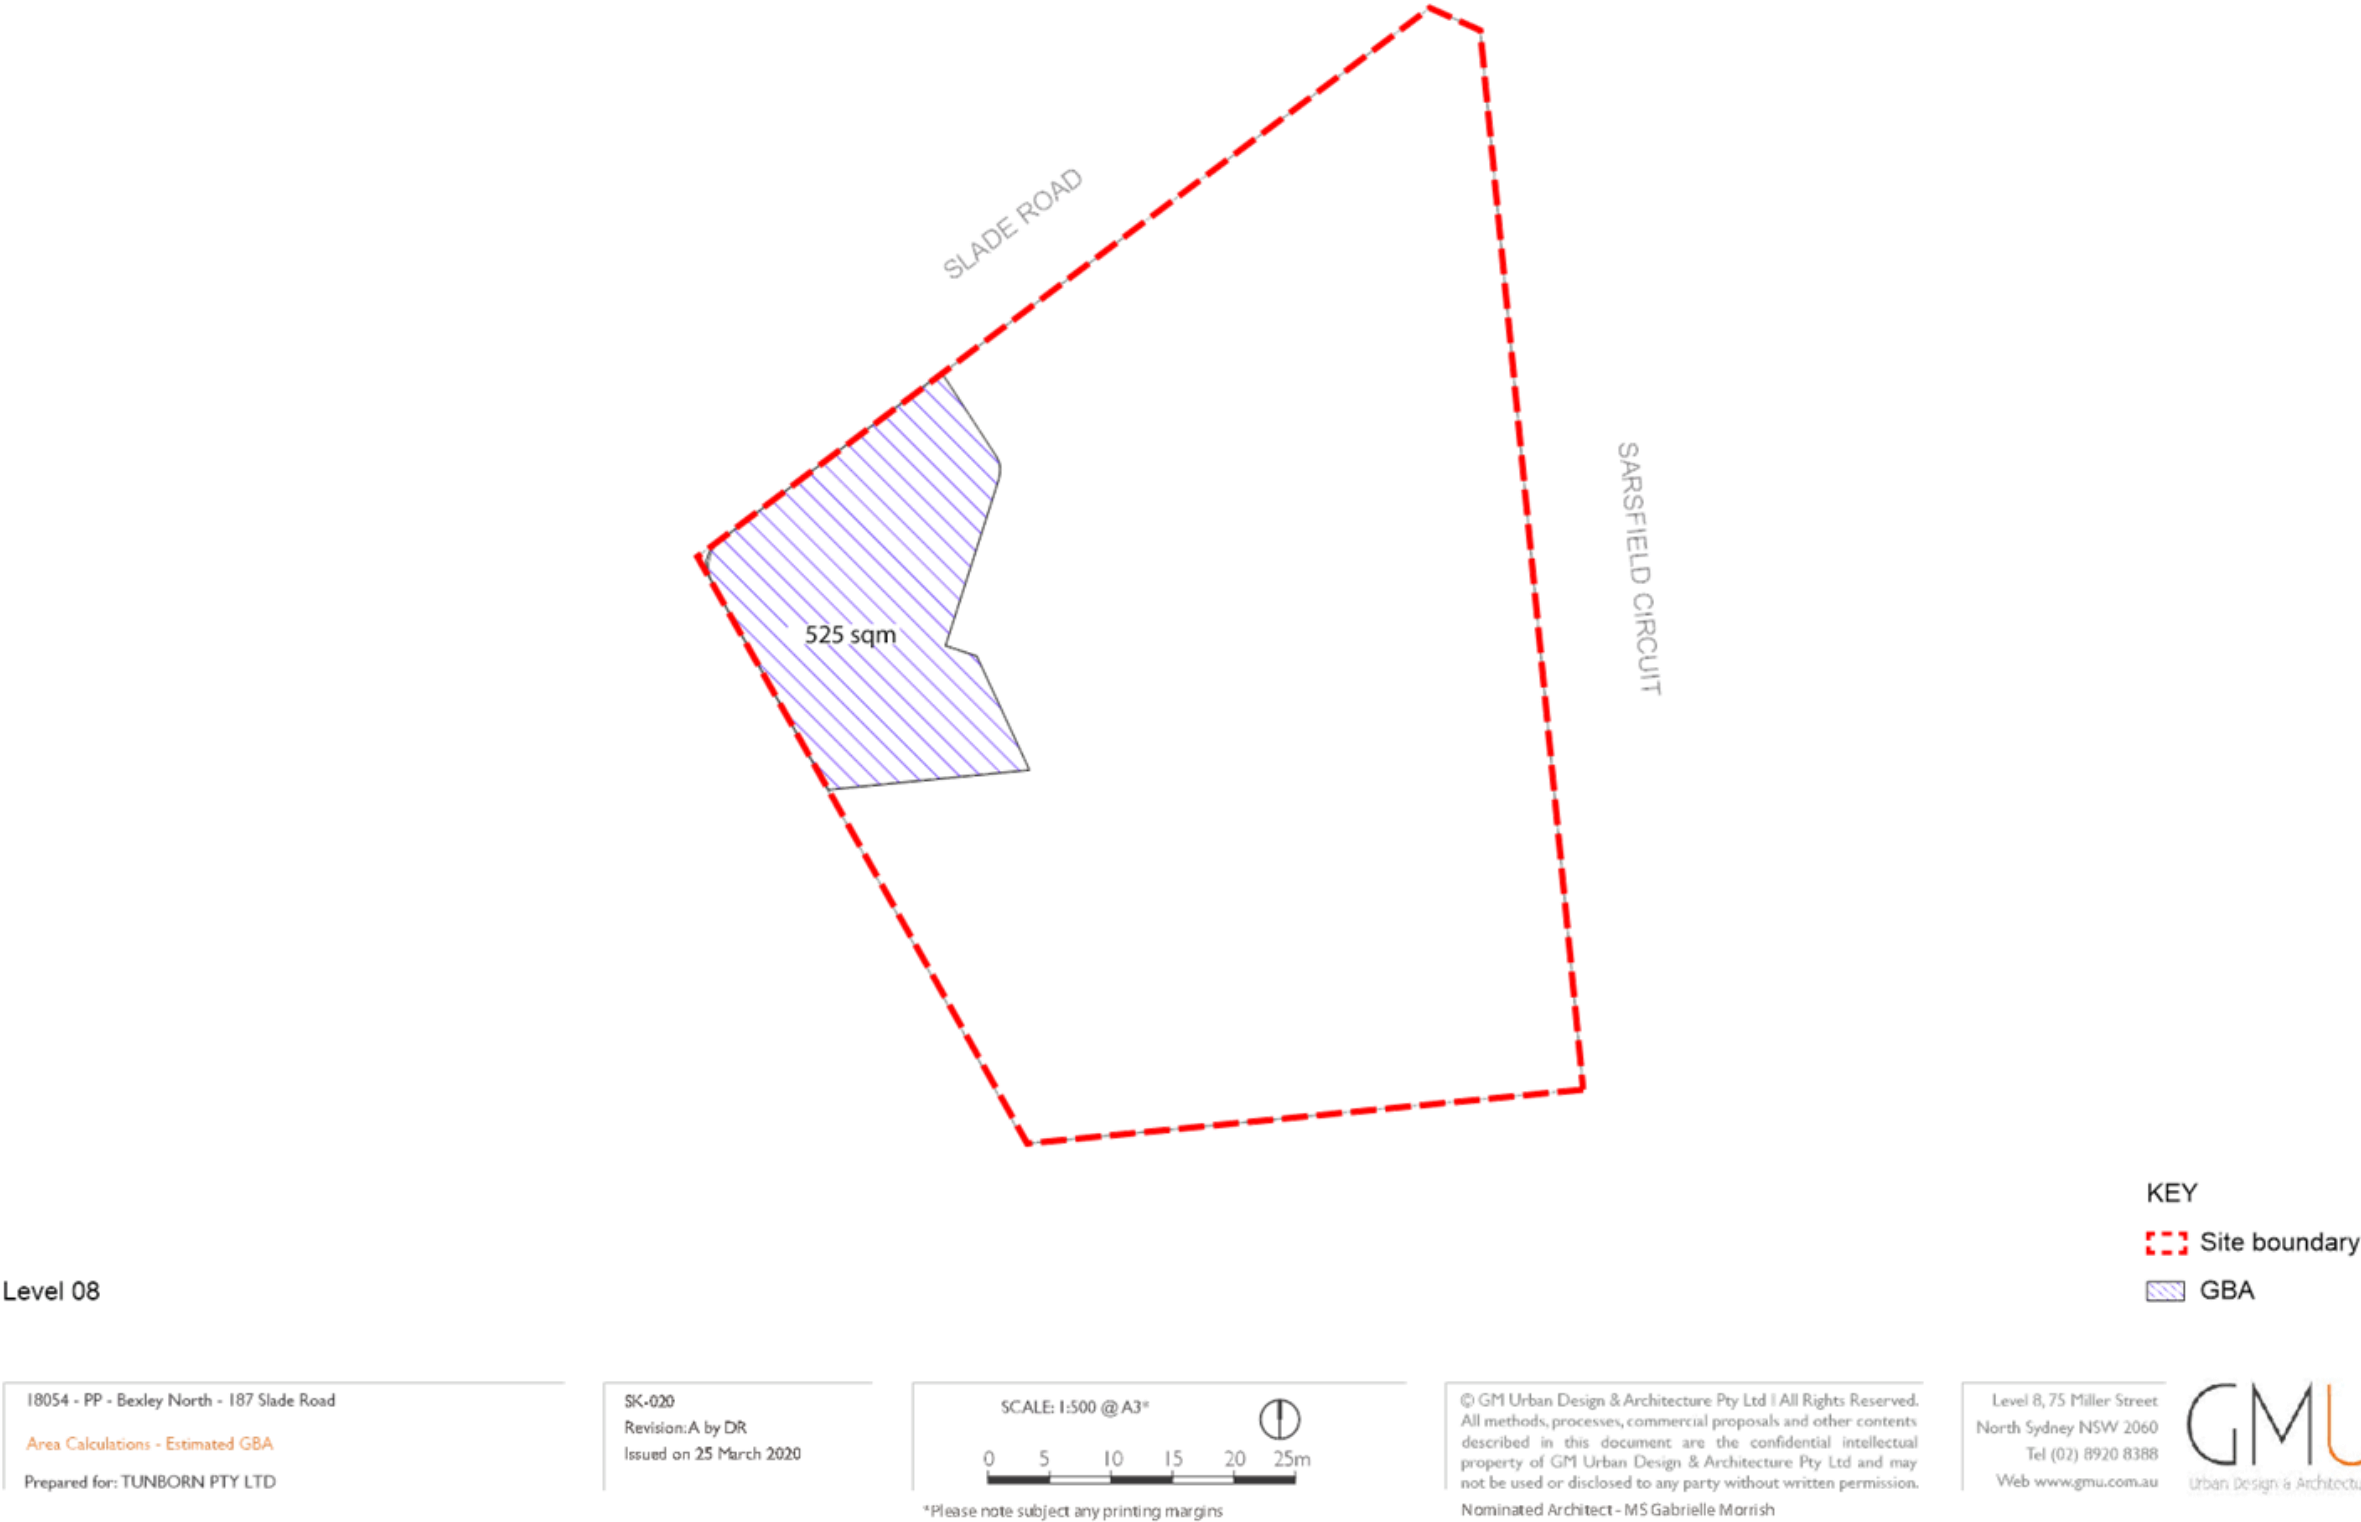 SLADE ROAD
SARSFIELD CIRCUIT
525 sqm
KEY
Site boundary
GBA
Level 08
18054 - PP - Bexley North - 187 Slade Road
Area Calculations - Estimated GBA
Prepared for: TUNBORN PTY LTD
SK-020
Revision: A by DR
Issued on 25 March 2020
SCALE: 1:500 @ A3*
0 5 10 15 20 25m
*Please note subject any printing margins
© GM Urban Design & Architecture Pty Ltd | All Rights Reserved.
All methods, processes, commercial proposals and other contents
described in this document are the confidential intellectual
property of GM Urban Design & Architecture Pty Ltd and may
not be used or disclosed to any party without written permission.
Nominated Architect - MS Gabrielle Morrish
Level 8, 75 Miller Street
North Sydney NSW 2060
Tel (02) 8920 8388
Web www.gmu.com.au
GMU
Urban Design & Architectu